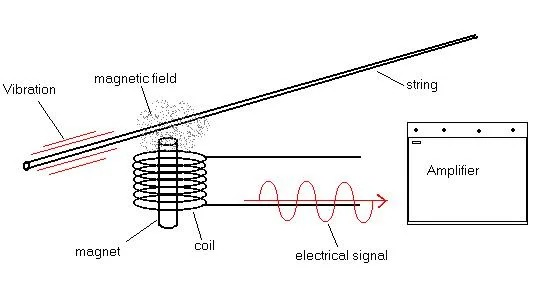 magnetic field
Vibration
string
Amplifier
magnet
coil
electrical signal